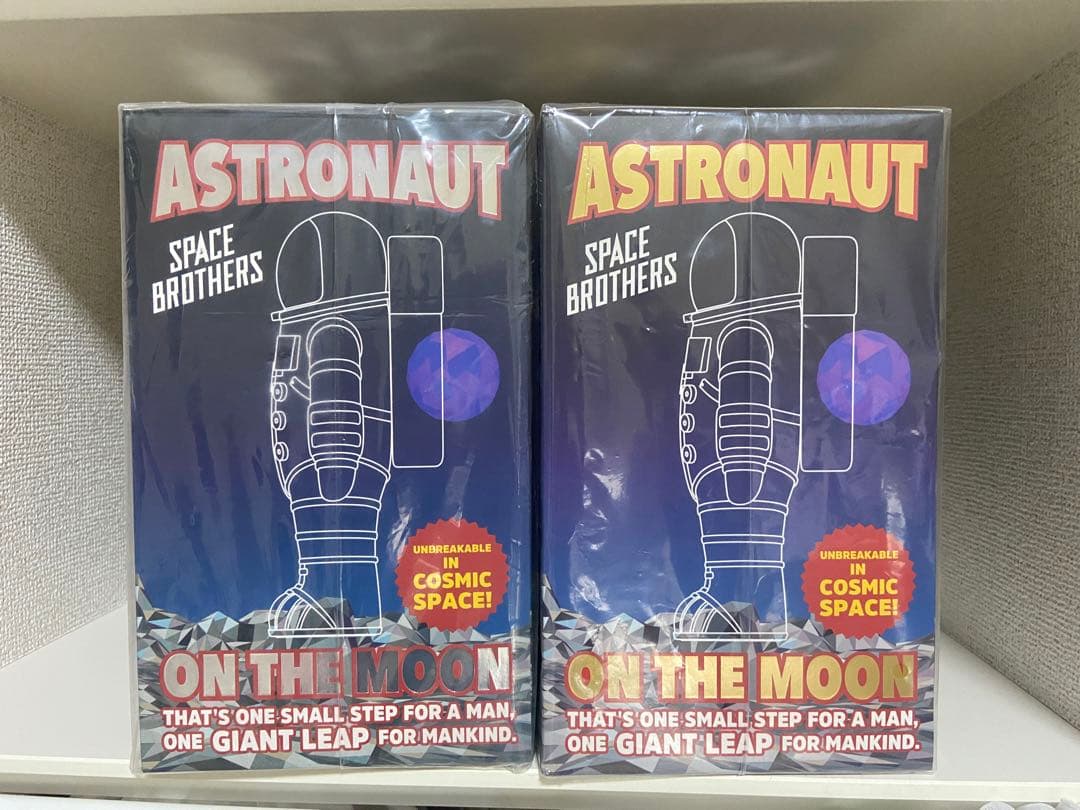 ASTRONAUT
SPACE
BROTHERS
UNBREAKABLE
IN
COSMIC
SPACE!
ON THE MOON
THAT'S ONE SMALL STEP FOR A MAN,
ONE GIANT LEAP FOR MANKIND.
ASTRONAUT
SPACE
BROTHERS
UNBREAKABLE
IN
COSMIC
SPACE!
ON THE MOON
THAT'S ONE SMALL STEP FOR A MAN,
ONE GIANT LEAP FOR MANKIND.